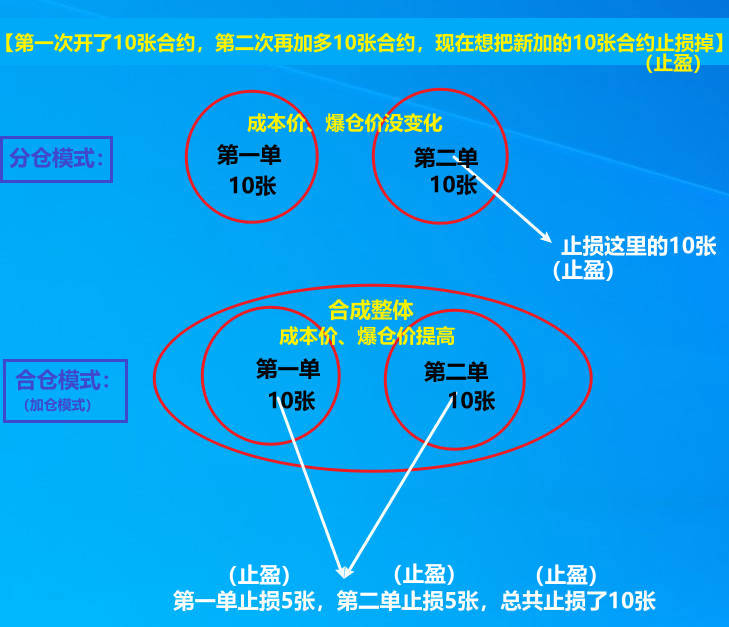 【第一次开了10张合约，第二次再加多10张合约，现在想把新加的10张合约止损掉】
（止盈）
成本价、爆仓价没变化
分仓模式：
第一单
10张
第二单
10张
止损这里的10张
（止盈）
合成整体
成本价、爆仓价提高
合仓模式：
（加仓模式）
第一单
10张
第二单
10张
（止盈） （止盈） （止盈）
第一单止损5张，第二单止损5张，总共止损了10张